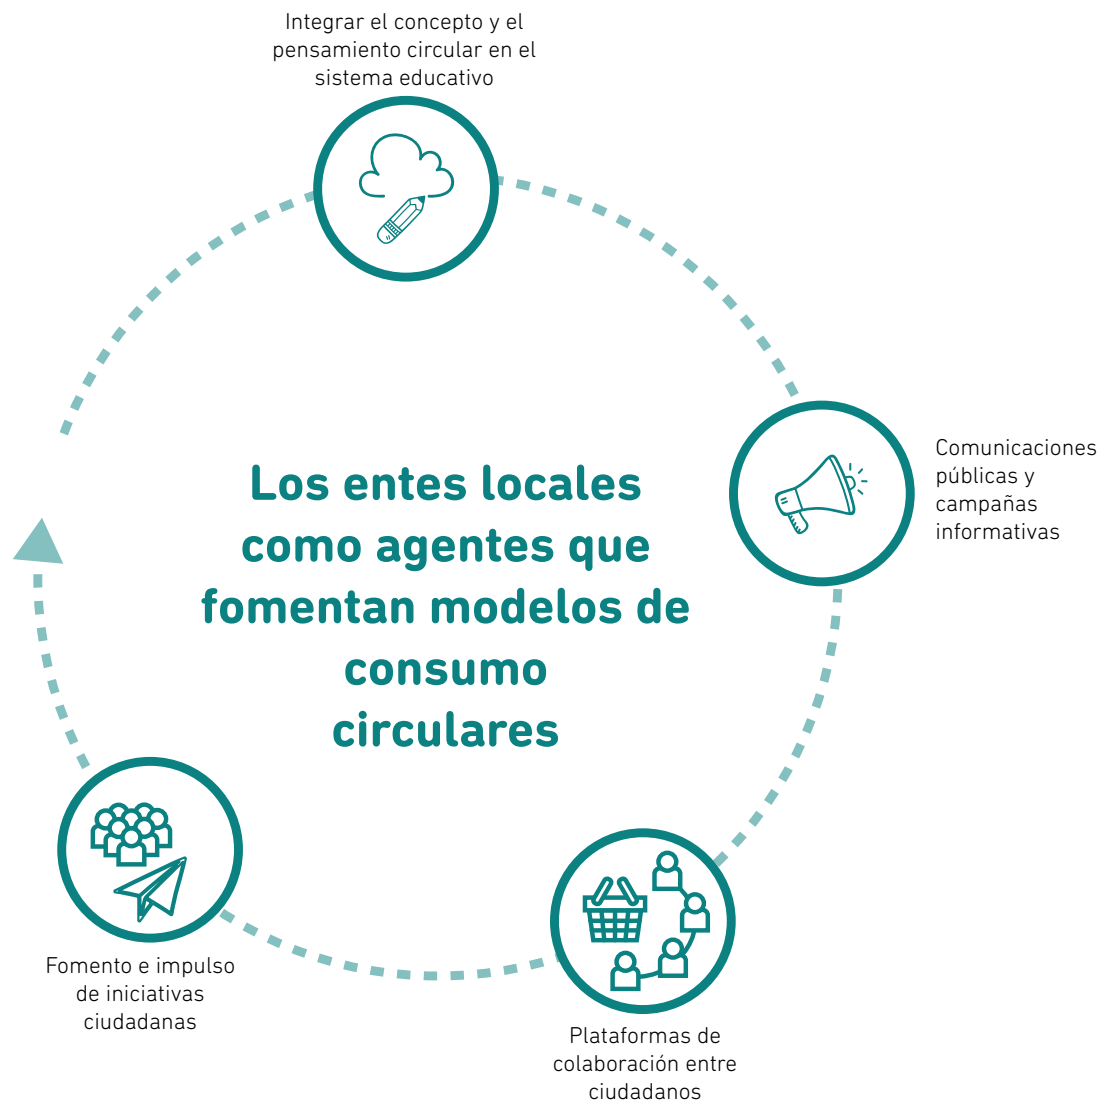 Integrar el concepto y el
pensamiento circular en el
sistema educativo
Comunicaciones
públicas y
campañas
informativas
Los entes locales
como agentes que
fomentan modelos de
consumo
circulares
Fomento e impulso
de iniciativas
ciudadanas
Plataformas de
colaboración entre
ciudadanos